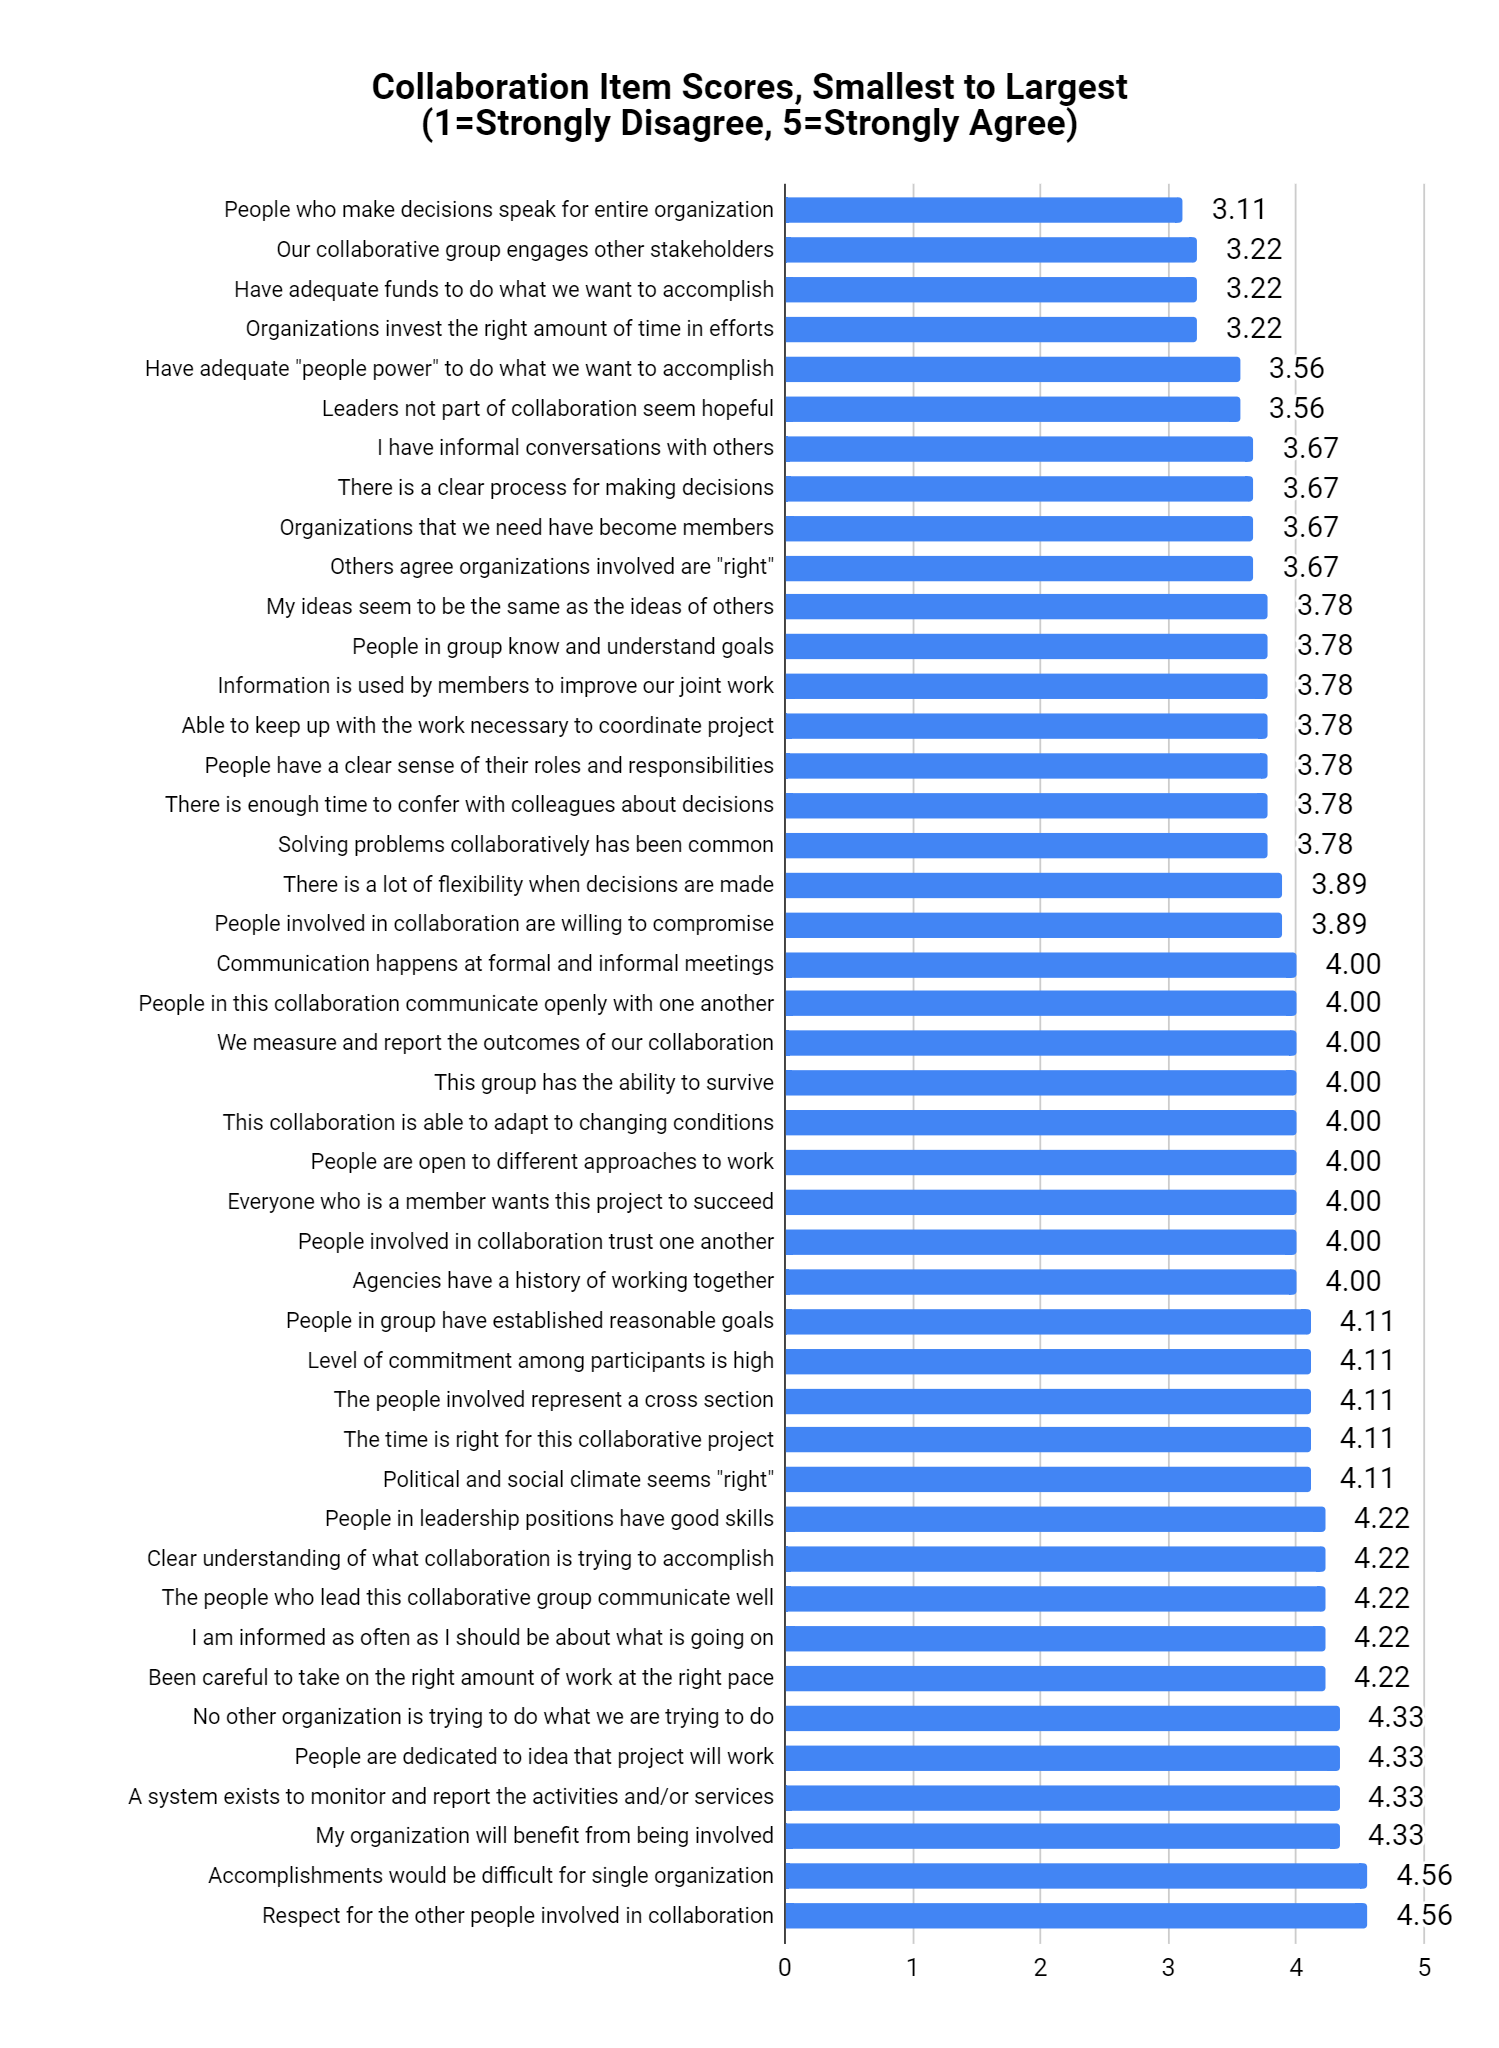 Collaboration Item Scores, Smallest to Largest
(1=Strongly Disagree, 5=Strongly Agree)
People who make decisions speak for entire organization 3.11
Our collaborative group engages other stakeholders 3.22
Have adequate funds to do what we want to accomplish 3.22
Organizations invest the right amount of time in efforts 3.22
Have adequate "people power" to do what we want to accomplish 3.56
Leaders not part of collaboration seem hopeful 3.56
I have informal conversations with others 3.67
There is a clear process for making decisions 3.67
Organizations that we need have become members 3.67
Others agree organizations involved are "right" 3.67
My ideas seem to be the same as the ideas of others 3.78
People in group know and understand goals 3.78
Information is used by members to improve our joint work 3.78
Able to keep up with the work necessary to coordinate project 3.78
People have a clear sense of their roles and responsibilities 3.78
There is enough time to confer with colleagues about decisions 3.78
Solving problems collaboratively has been common 3.78
There is a lot of flexibility when decisions are made 3.89
People involved in collaboration are willing to compromise 3.89
Communication happens at formal and informal meetings 4.00
People in this collaboration communicate openly with one another 4.00
We measure and report the outcomes of our collaboration 4.00
This group has the ability to survive 4.00
This collaboration is able to adapt to changing conditions 4.00
People are open to different approaches to work 4.00
Everyone who is a member wants this project to succeed 4.00
People involved in collaboration trust one another 4.00
Agencies have a history of working together 4.00
People in group have established reasonable goals 4.11
Level of commitment among participants is high 4.11
The people involved represent a cross section 4.11
The time is right for this collaborative project 4.11
Political and social climate seems "right" 4.11
People in leadership positions have good skills 4.22
Clear understanding of what collaboration is trying to accomplish 4.22
The people who lead this collaborative group communicate well 4.22
I am informed as often as I should be about what is going on 4.22
Been careful to take on the right amount of work at the right pace 4.22
No other organization is trying to do what we are trying to do 4.33
People are dedicated to idea that project will work 4.33
A system exists to monitor and report the activities and/or services 4.33
My organization will benefit from being involved 4.33
Accomplishments would be difficult for single organization 4.56
Respect for the other people involved in collaboration 4.56
0 1 2 3 4 5